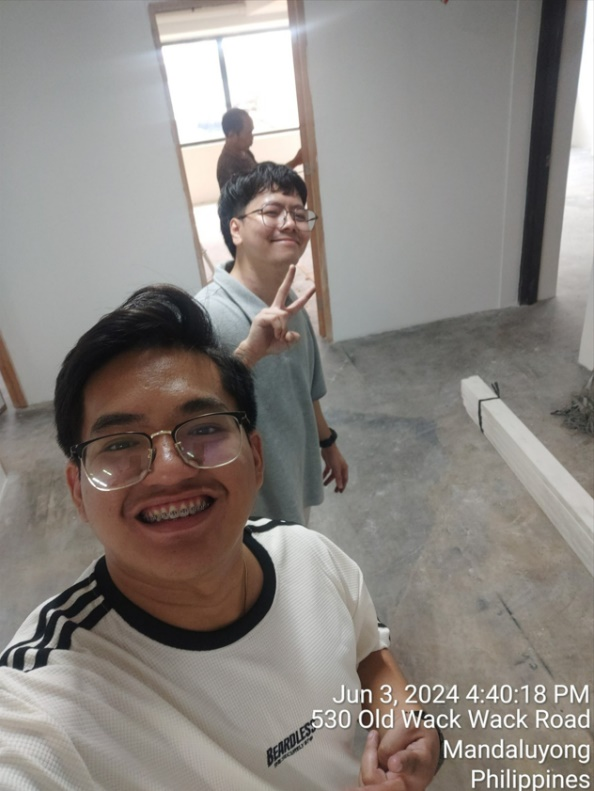 BEARDLESS
Jun 3, 2024 4:40:18 PM
530 Old Wack Wack Road
Mandaluyong
Philippines